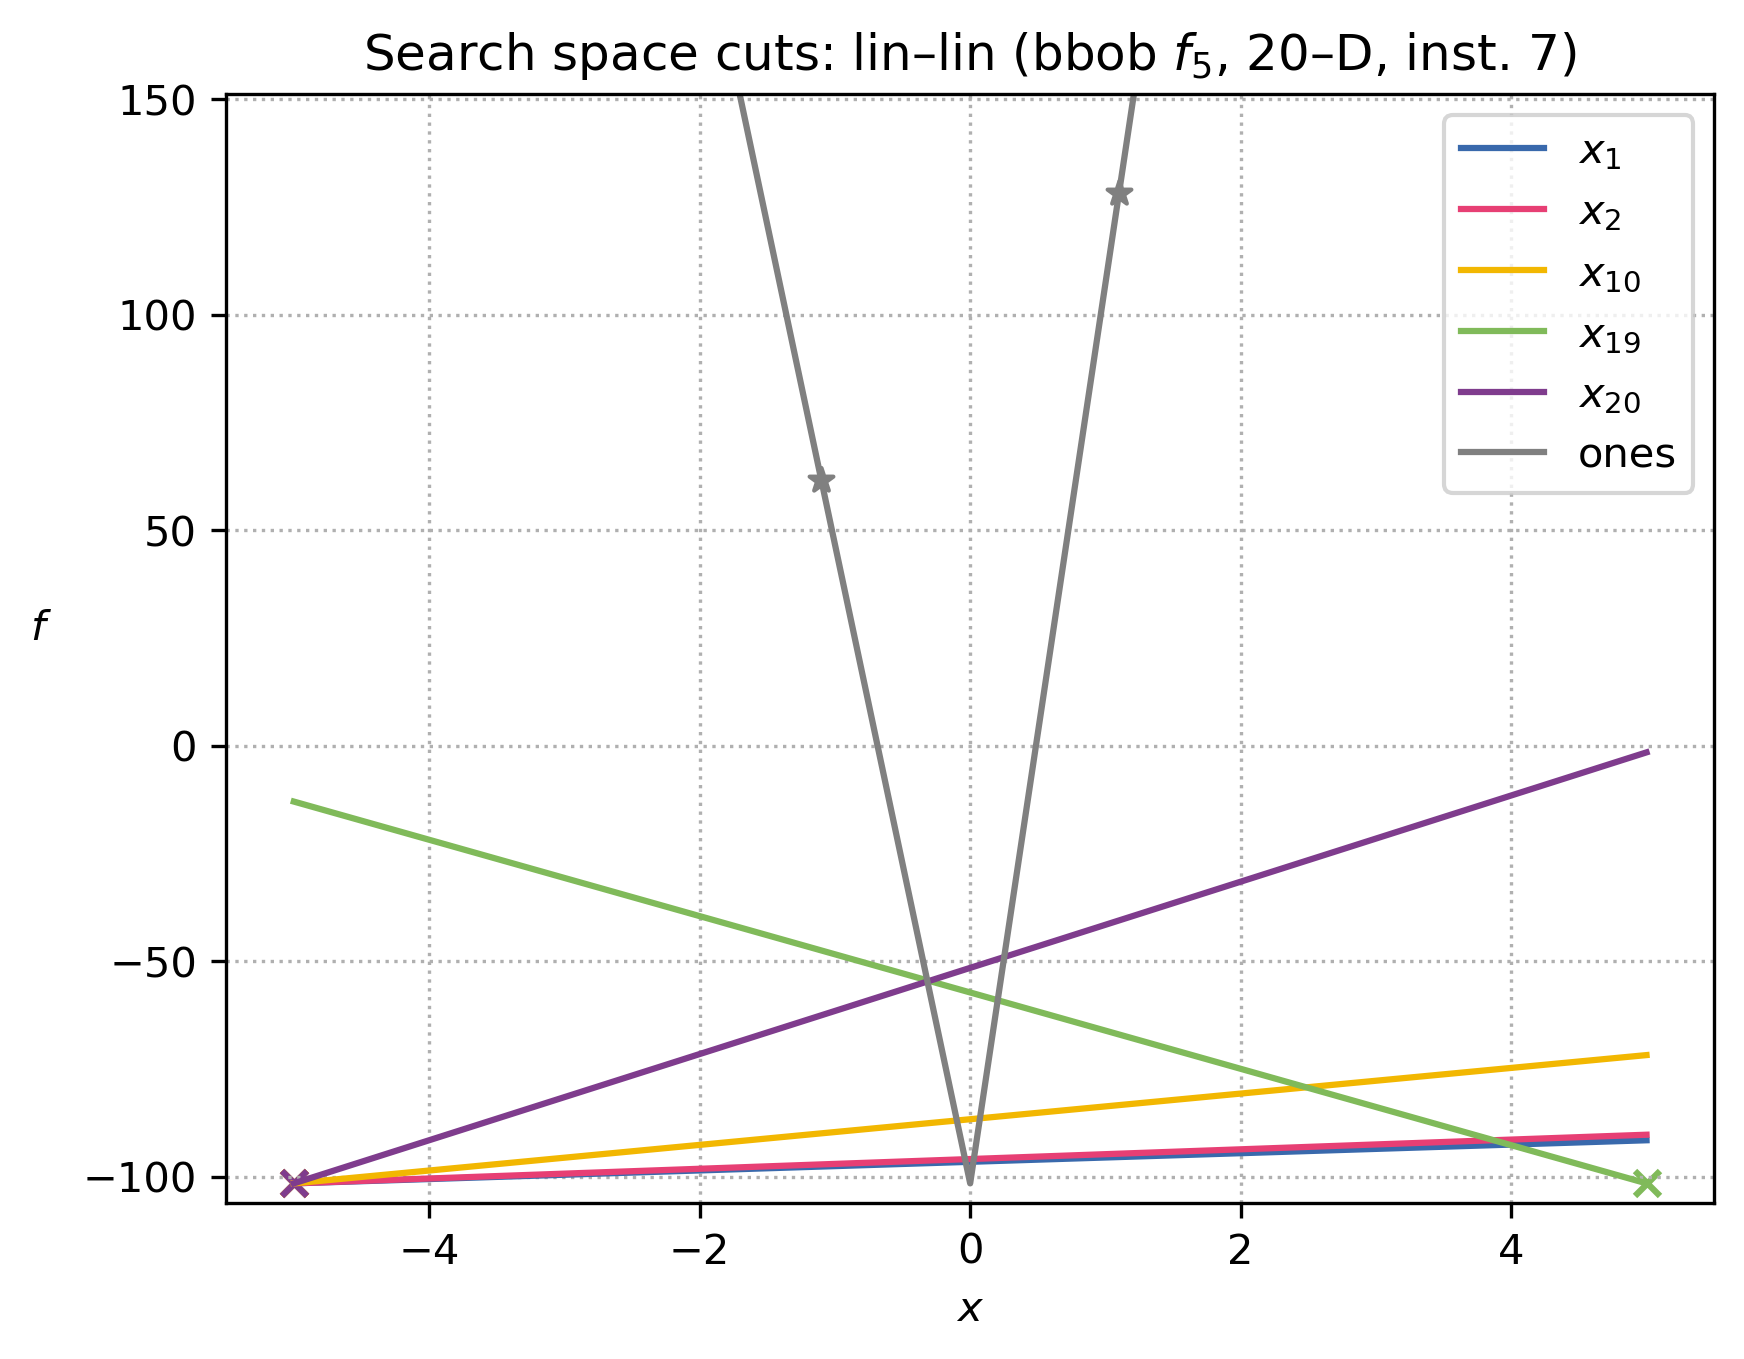 Search space cuts: lin–lin (bbob f₅, 20–D, inst. 7)
150
100
50
0
−50
−100
f
x₁
x₂
x₁₀
x₁₉
x₂₀
ones
−4
−2
0
2
4
x